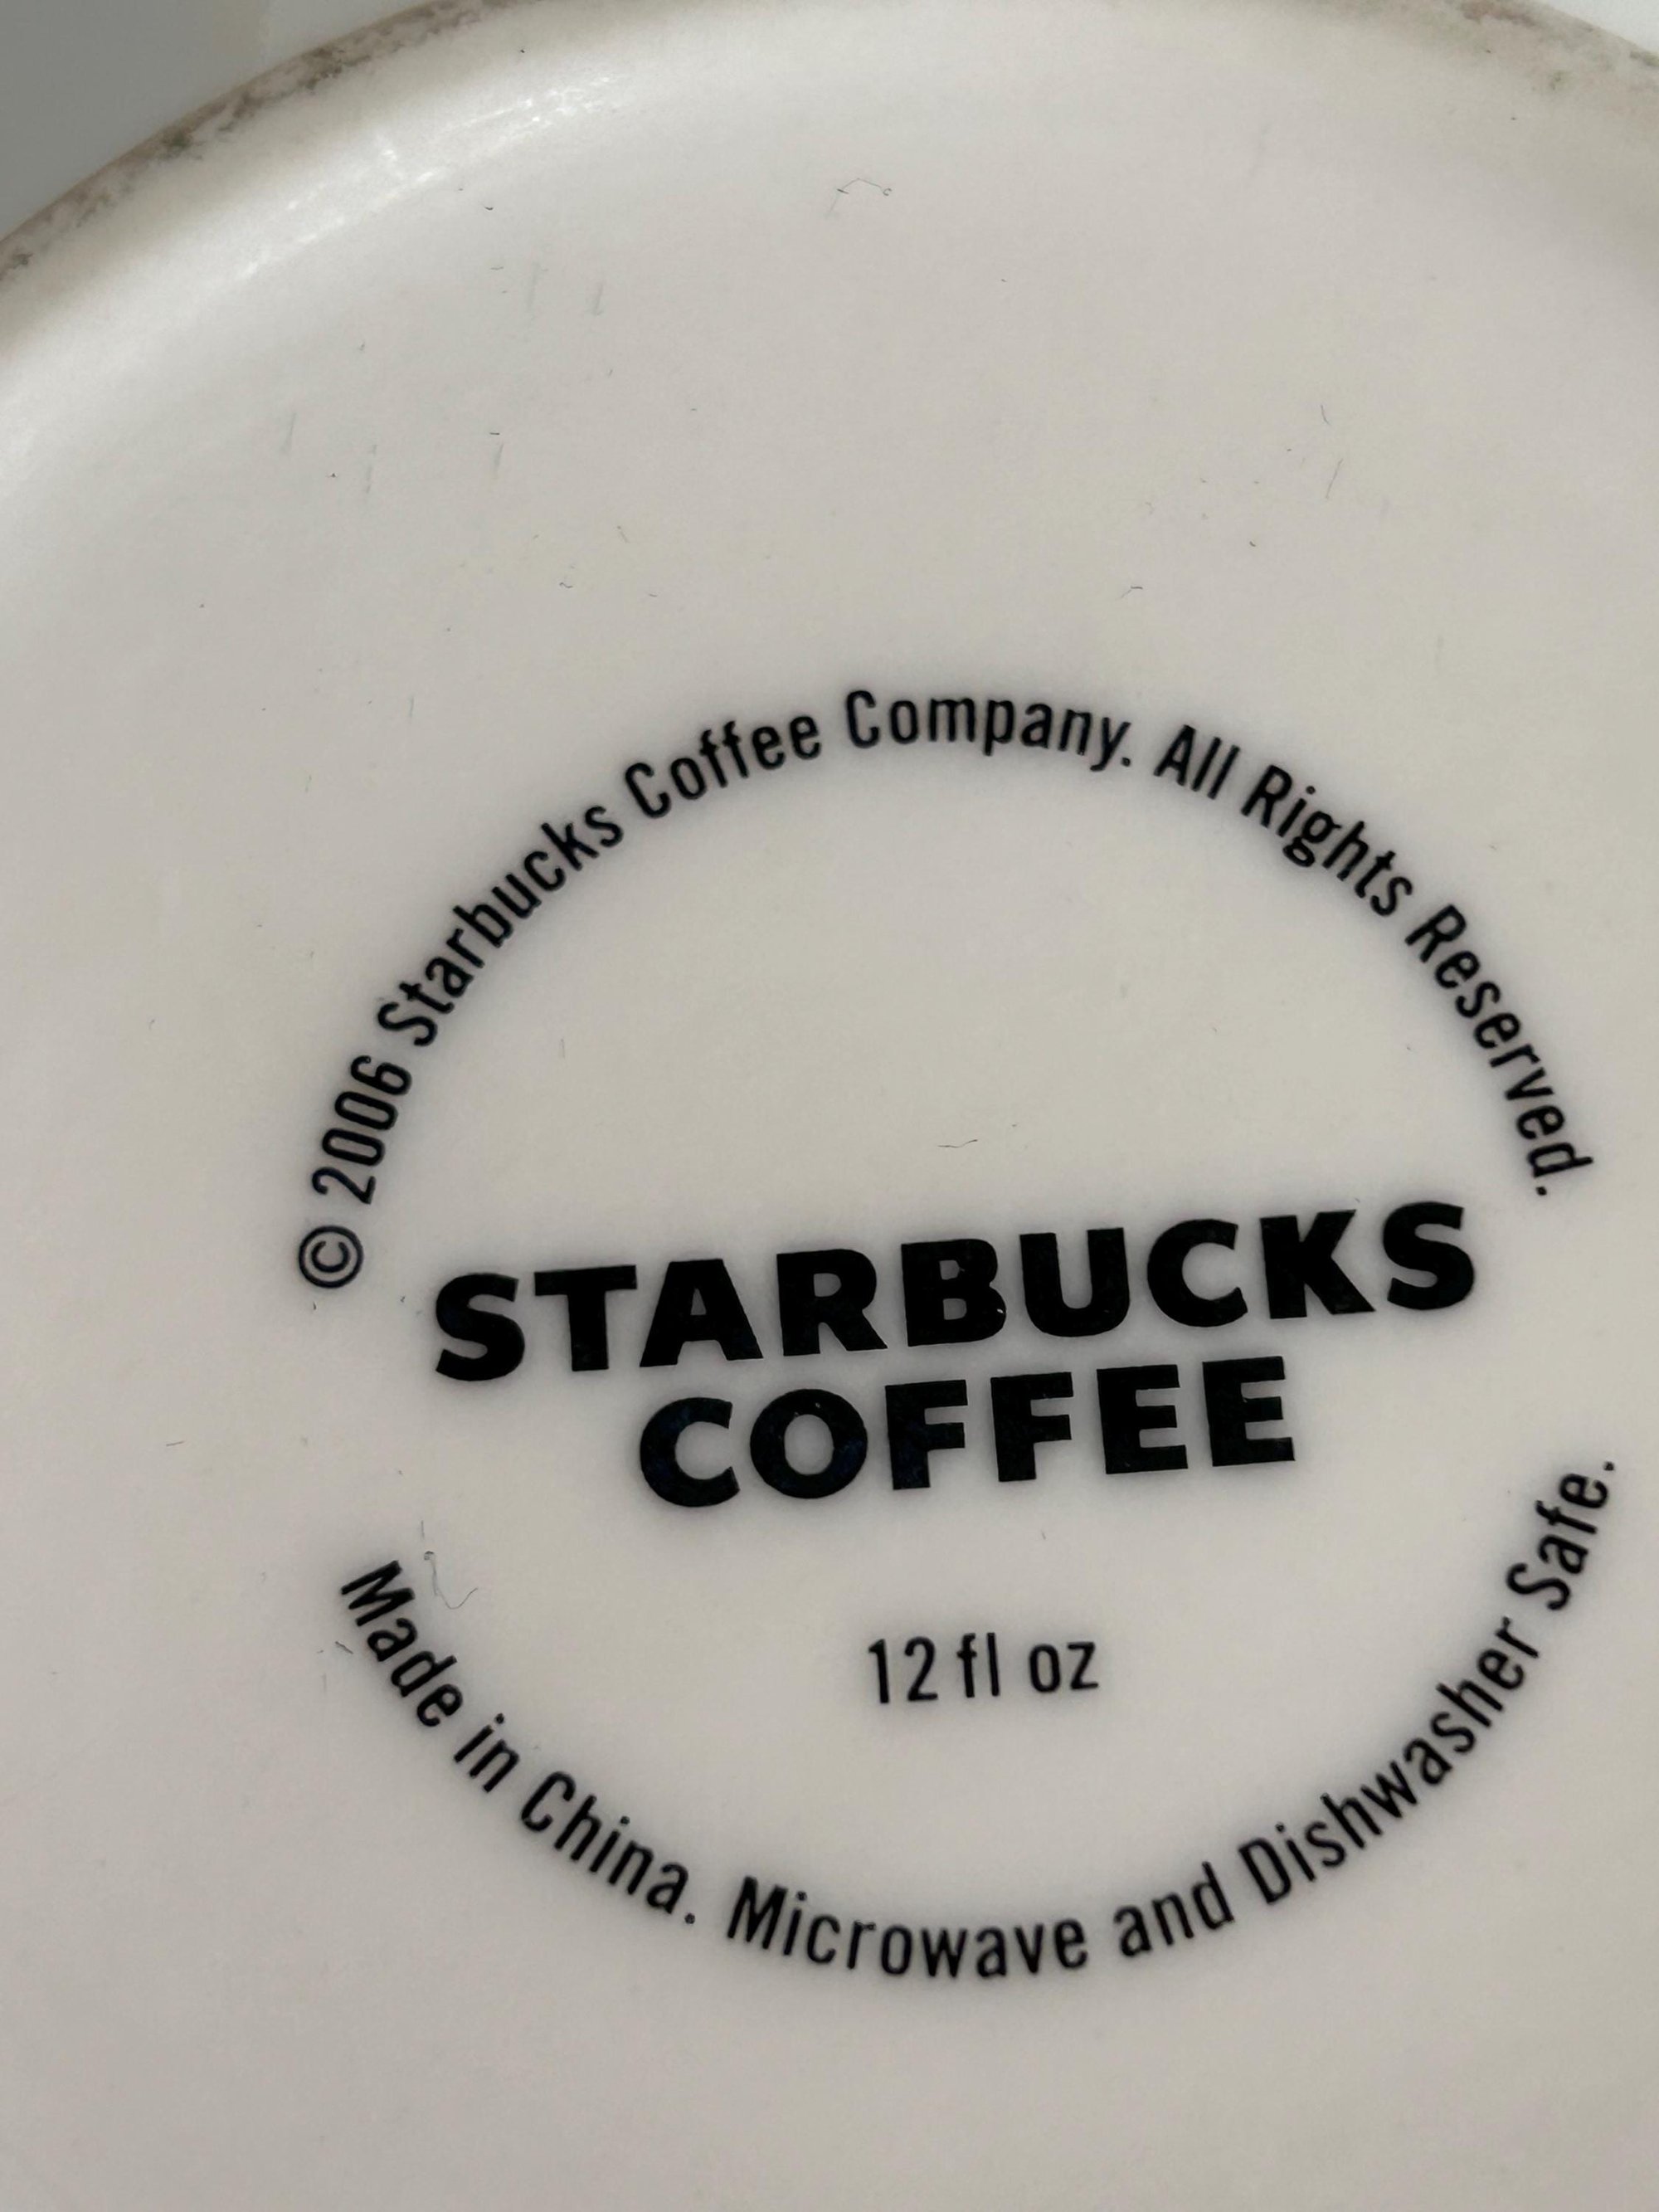 © 2006 Starbucks Coffee Company. All Rights Reserved.
STARBUCKS
COFFEE
12 fl oz
Made in China. Microwave and Dishwasher Safe.